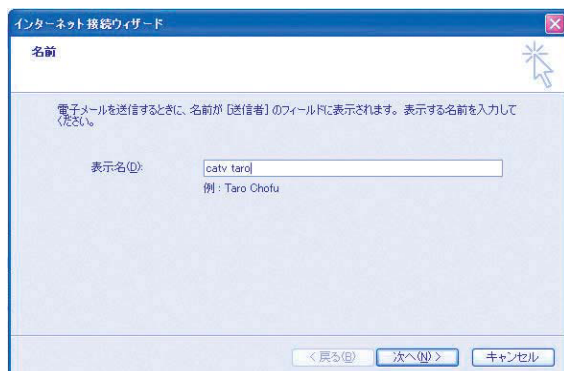 インターネット接続ウィザード
名前
電子メールを送信するときに、名前が [送信者] のフィールドに表示されます。表示する名前を入力して
ください。
表示名(D):
catv taro
例 : Taro Chofu
< 戻る(B)
次へ(N) >
キャンセル